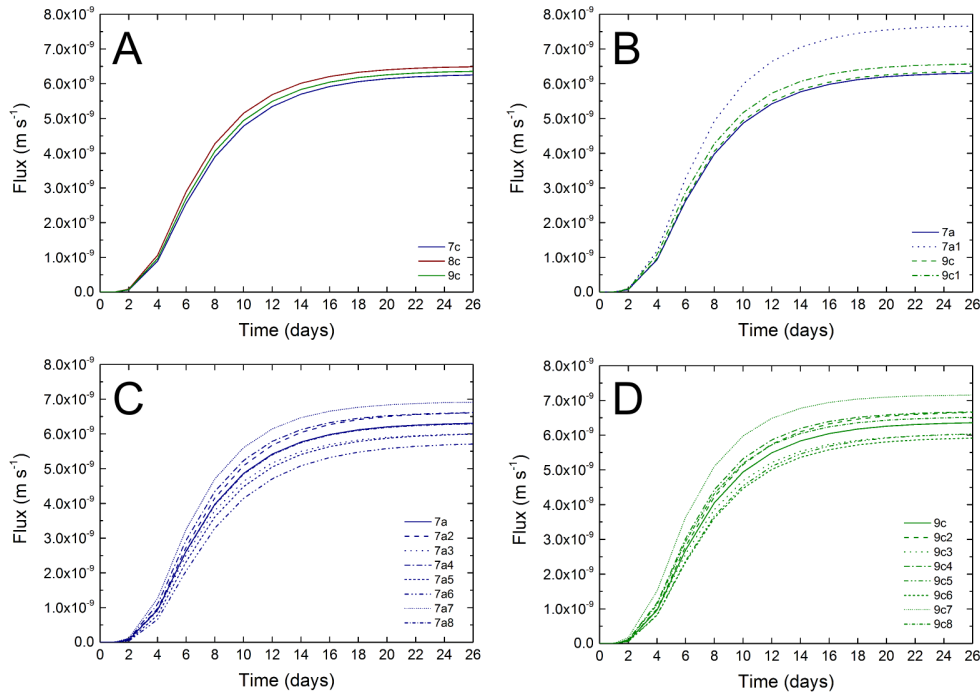 A
Flux (m s⁻¹)
8.0x10⁻⁹
7.0x10⁻⁹
6.0x10⁻⁹
5.0x10⁻⁹
4.0x10⁻⁹
3.0x10⁻⁹
2.0x10⁻⁹
1.0x10⁻⁹
0.0
7c
8c
9c
0 2 4 6 8 10 12 14 16 18 20 22 24 26
Time (days)
B
Flux (m s⁻¹)
8.0x10⁻⁹
7.0x10⁻⁹
6.0x10⁻⁹
5.0x10⁻⁹
4.0x10⁻⁹
3.0x10⁻⁹
2.0x10⁻⁹
1.0x10⁻⁹
0.0
7a
7a1
9c
9c1
0 2 4 6 8 10 12 14 16 18 20 22 24 26
Time (days)
C
Flux (m s⁻¹)
8.0x10⁻⁹
7.0x10⁻⁹
6.0x10⁻⁹
5.0x10⁻⁹
4.0x10⁻⁹
3.0x10⁻⁹
2.0x10⁻⁹
1.0x10⁻⁹
0.0
7a
7a2
7a3
7a4
7a5
7a6
7a7
7a8
0 2 4 6 8 10 12 14 16 18 20 22 24 26
Time (days)
D
Flux (m s⁻¹)
8.0x10⁻⁹
7.0x10⁻⁹
6.0x10⁻⁹
5.0x10⁻⁹
4.0x10⁻⁹
3.0x10⁻⁹
2.0x10⁻⁹
1.0x10⁻⁹
0.0
9c
9c2
9c3
9c4
9c5
9c6
9c7
9c8
0 2 4 6 8 10 12 14 16 18 20 22 24 26
Time (days)